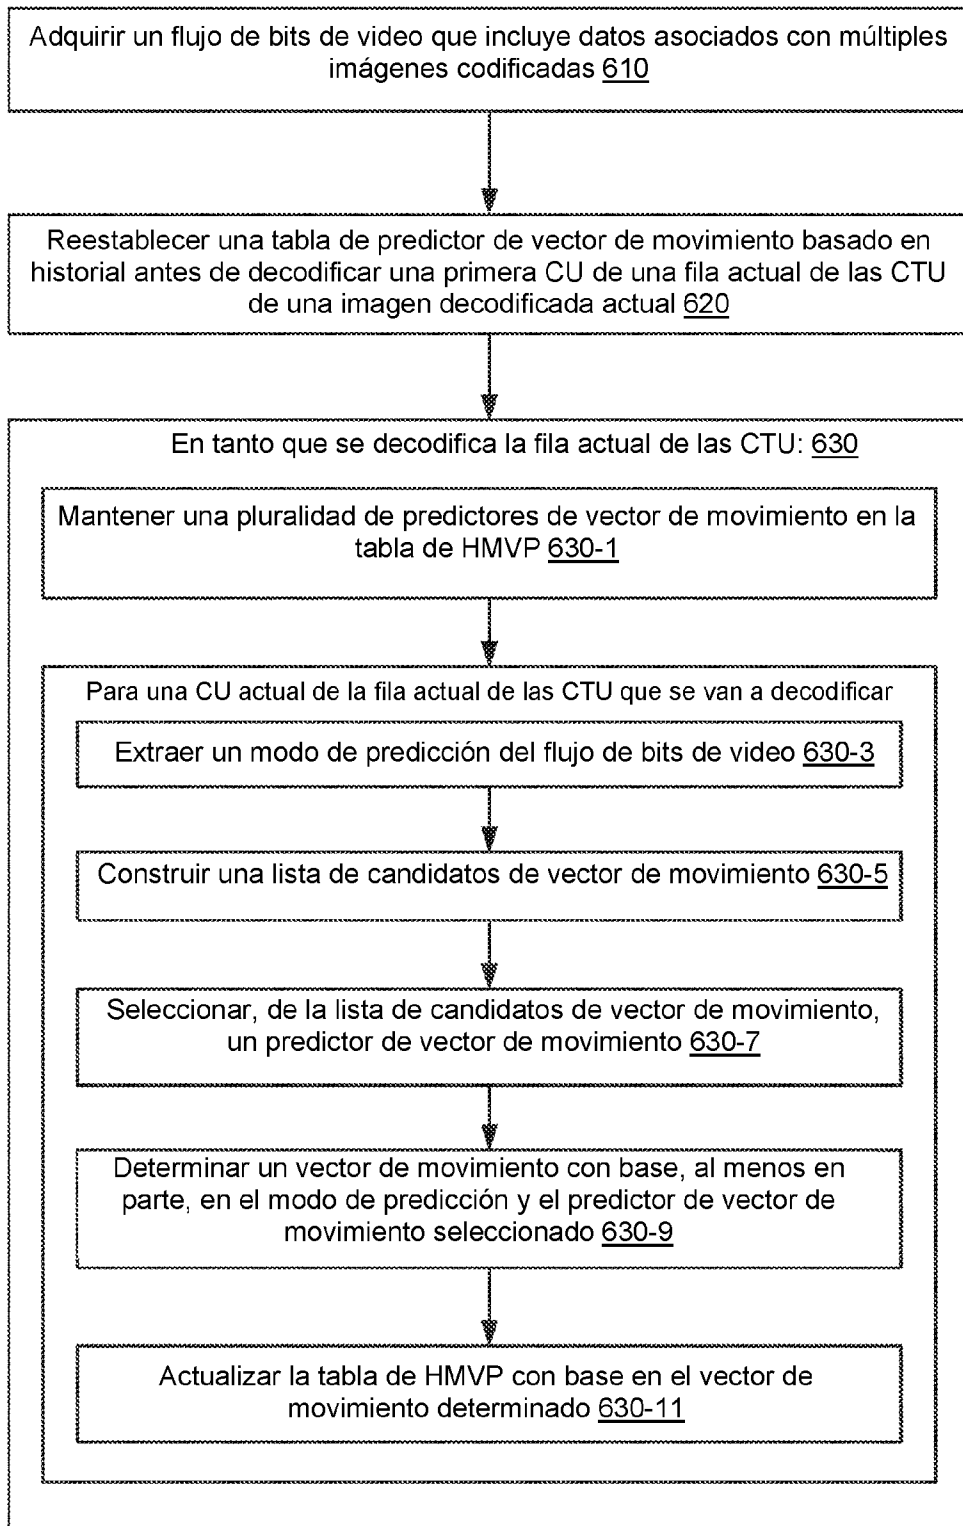 Adquirir un flujo de bits de video que incluye datos asociados con múltiples
imágenes codificadas 610
Reestablecer una tabla de predictor de vector de movimiento basado en
historial antes de decodificar una primera CU de una fila actual de las CTU
de una imagen decodificada actual 620
En tanto que se decodifica la fila actual de las CTU: 630
Mantener una pluralidad de predictores de vector de movimiento en la
tabla de HMVP 630-1
Para una CU actual de la fila actual de las CTU que se van a decodificar
Extraer un modo de predicción del flujo de bits de video 630-3
Construir una lista de candidatos de vector de movimiento 630-5
Seleccionar, de la lista de candidatos de vector de movimiento,
un predictor de vector de movimiento 630-7
Determinar un vector de movimiento con base, al menos en
parte, en el modo de predicción y el predictor de vector de
movimiento seleccionado 630-9
Actualizar la tabla de HMVP con base en el vector de
movimiento determinado 630-11